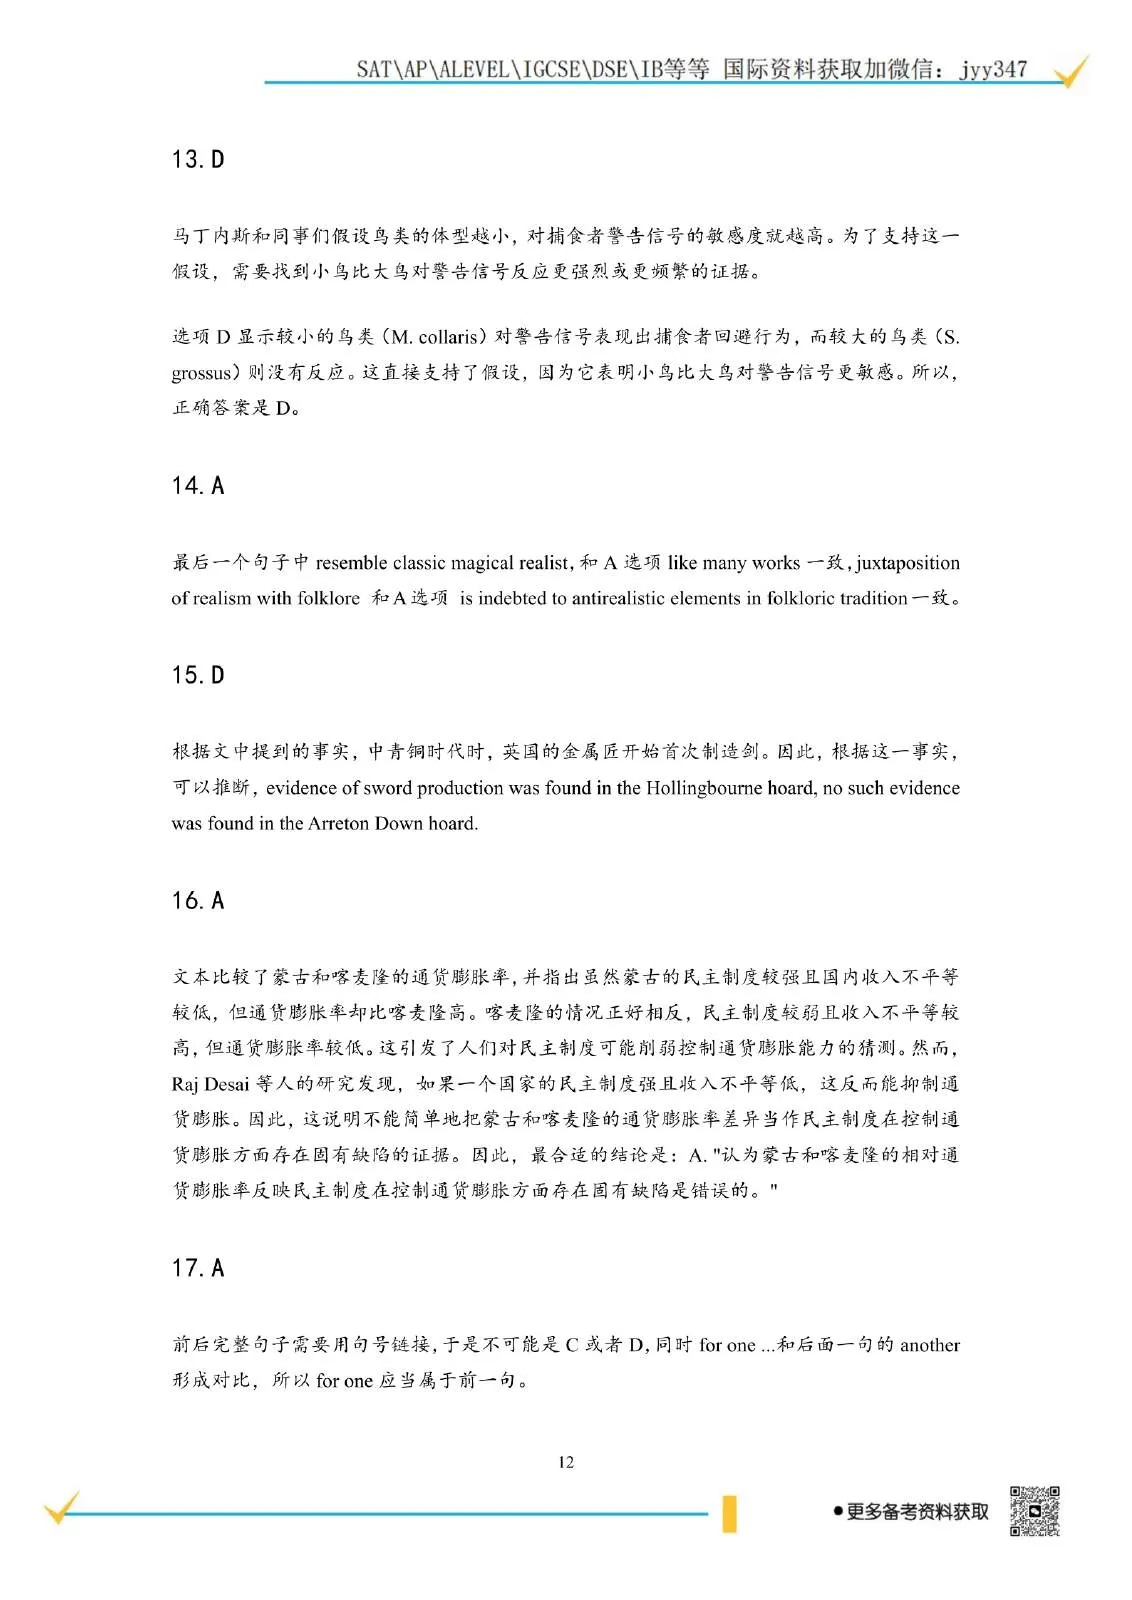 SAT\AP\ALEVEL\IGCSE\DSE\IB等等 国际资料获取加微信：jyy347
13. D
马丁内斯和同事们假设鸟类的体型越小，对捕食者警告信号的敏感度就越高。为了支持这一
假设，需要找到小鸟比大鸟对警告信号反应更强烈或更频繁的证据。
选项 D 显示较小的鸟类（M. collaris）对警告信号表现出捕食者回避行为，而较大的鸟类（S.
grossus）则没有反应。这直接支持了假设，因为它表明小鸟比大鸟对警告信号更敏感。所以，
正确答案是 D。
14. A
最后一个句子中 resemble classic magical realist，和 A 选项 like many works 一致，juxtaposition
of realism with folklore 和 A 选项 is indebted to antirealistic elements in folkloric tradition 一致。
15. D
根据文中提到的事实，中青铜时代时，英国的金属匠开始首次制造剑。因此，根据这一事实，
可以推断，evidence of sword production was found in the Hollingbourne hoard, no such evidence
was found in the Arreton Down hoard.
16. A
文本比较了蒙古和喀麦隆的通货膨胀率，并指出虽然蒙古的民主制度较强且国内收入不平等
较低，但通货膨胀率却比喀麦隆高。喀麦隆的情况正好相反，民主制度较弱且收入不平等较
高，但通货膨胀率较低。这引发了人们对民主制度可能削弱控制通货膨胀能力的猜测。然而，
Raj Desai 等人的研究发现，如果一个国家的民主制度强且收入不平等低，这反而能抑制通
货膨胀。因此，这说明不能简单地把蒙古和喀麦隆的通货膨胀率差异当作民主制度在控制通
货膨胀方面存在固有缺陷的证据。因此，最合适的结论是：A. "认为蒙古和喀麦隆的相对通
货膨胀率反映民主制度在控制通货膨胀方面存在固有缺陷是错误的。"
17. A
前后完整句子需要用句号链接，于是不可能是 C 或者 D，同时 for one ...和后面一句的 another
形成对比，所以 for one 应当属于前一句。
12
●更多备考资料获取